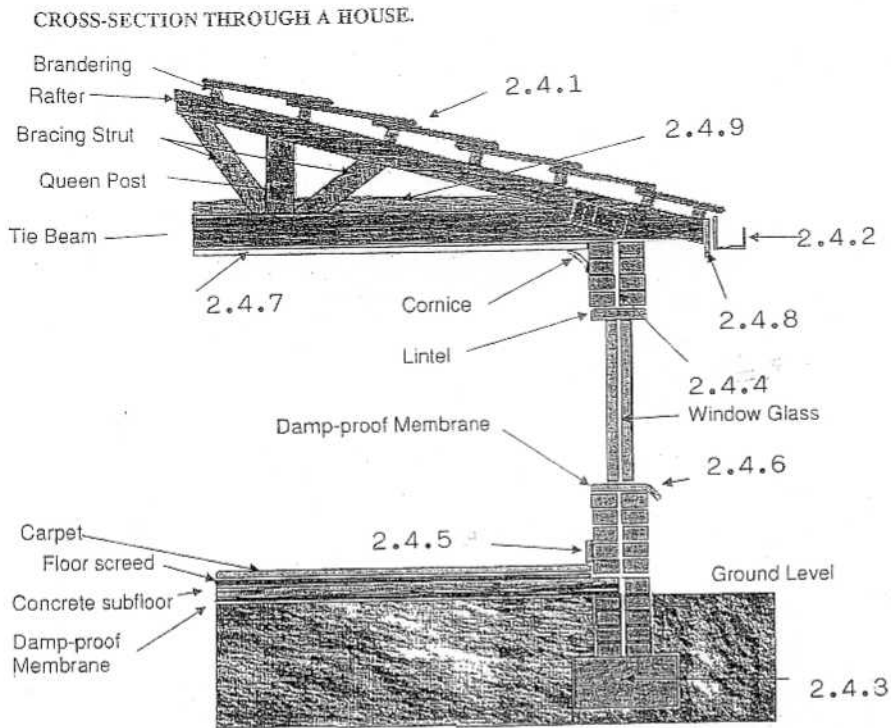 CROSS-SECTION THROUGH A HOUSE.
Brandering
Rafter
2.4.1
Bracing Strut
2.4.9
Queen Post
Tie Beam
2.4.2
2.4.7
Cornice
2.4.8
Lintel
2.4.4
Window Glass
Damp-proof Membrane
2.4.6
Carpet
2.4.5
Floor screed
Ground Level
Concrete subfloor
Damp-proof
Membrane
2.4.3